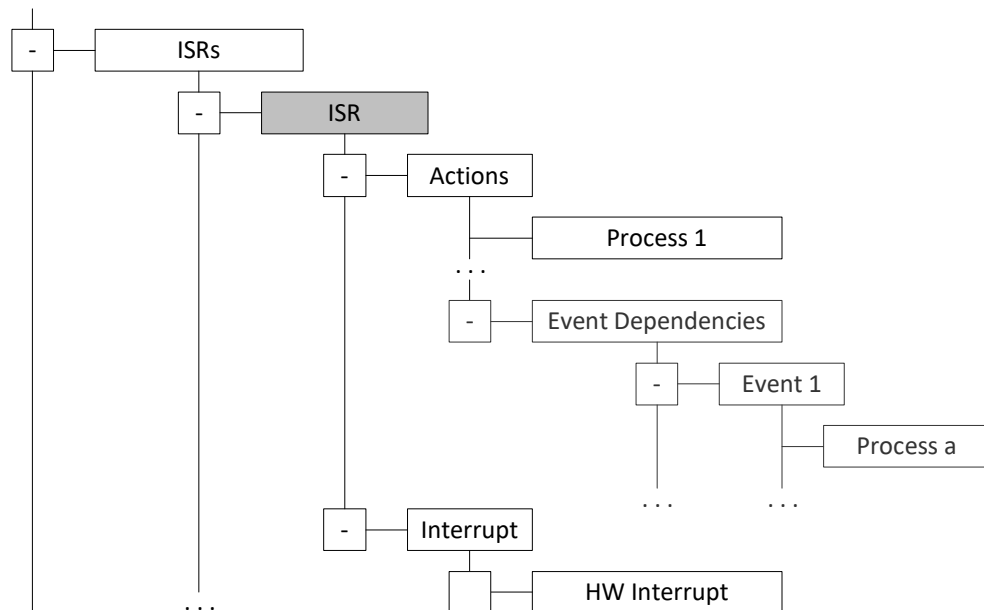 - ISRs
- ISR
- Actions
Process 1
. . .
- Event Dependencies
- Event 1
Process a
. . . . . .
- Interrupt
HW Interrupt
. . .